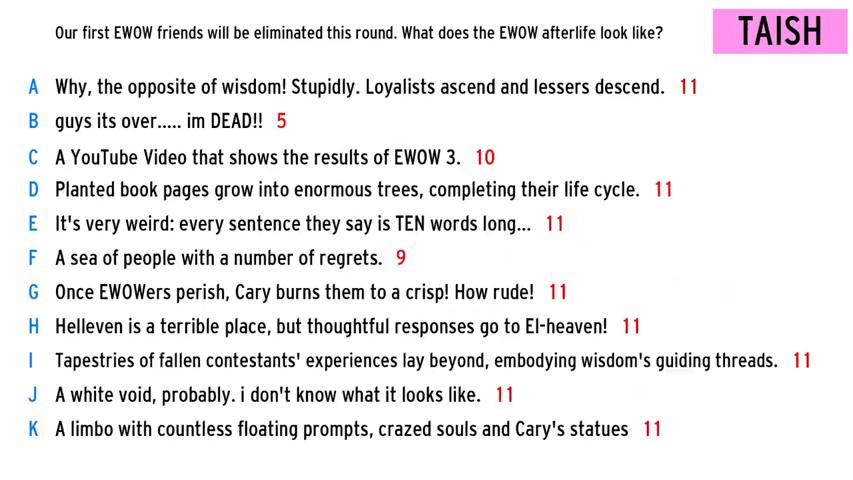 Our first EWOW friends will be eliminated this round. What does the EWOW afterlife look like?
TAISH
A Why, the opposite of wisdom! Stupidly. Loyalists ascend and lessers descend. 11
B guys its over..... im DEAD!! 5
C A YouTube Video that shows the results of EWOW 3. 10
D Planted book pages grow into enormous trees, completing their life cycle. 11
E It's very weird: every sentence they say is TEN words long... 11
F A sea of people with a number of regrets. 9
G Once EWOWers perish, Cary burns them to a crisp! How rude! 11
H Helleven is a terrible place, but thoughtful responses go to El-heaven! 11
I Tapestries of fallen contestants' experiences lay beyond, embodying wisdom's guiding threads. 11
J A white void, probably. i don't know what it looks like. 11
K A limbo with countless floating prompts, crazed souls and Cary's statues 11